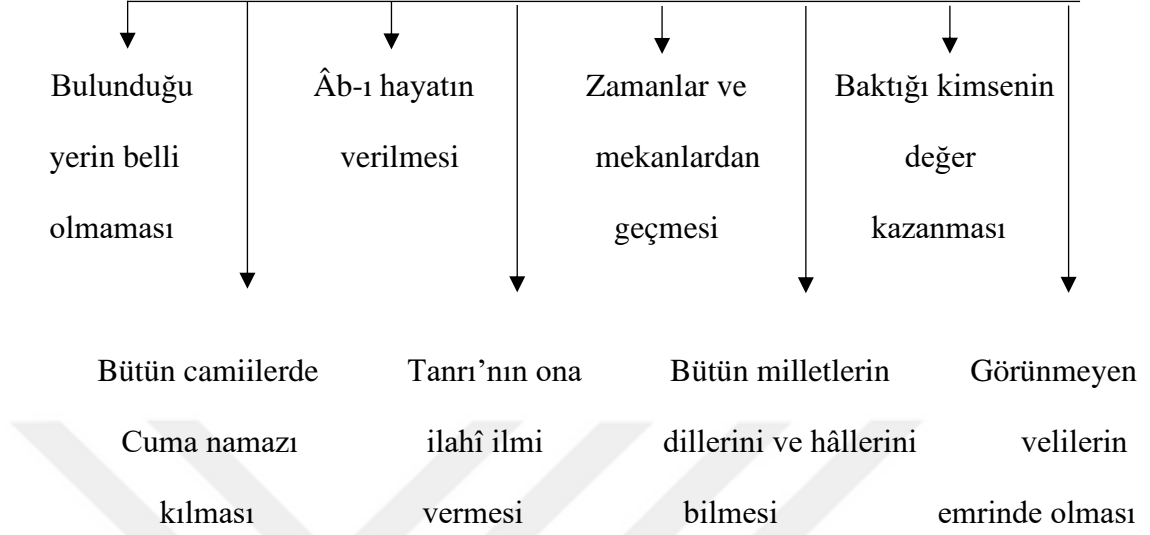 Bulunduğu
yerin belli
olmaması
Âb-ı hayatın
verilmesi
Zamanlar ve
mekanlardan
geçmesi
Baktığı kimsenin
değer
kazanması
Bütün camiilerde
Cuma namazı
kılması
Tanrı’nın ona
ilahî ilmi
vermesi
Bütün milletlerin
dillerini ve hâllerini
bilmesi
Görünmeyen
velilerin
emrinde olması